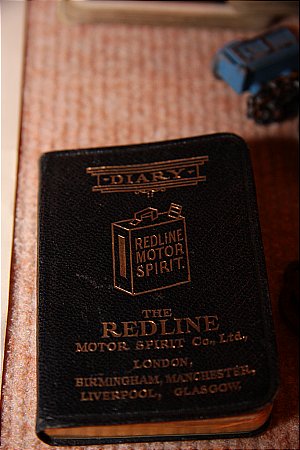 DIARY
REDLINE
MOTOR
SPIRIT.
THE
REDLINE
MOTOR SPIRIT Co., Ltd.,
LONDON,
BIRMINGHAM, MANCHESTER,
LIVERPOOL, GLASGOW.